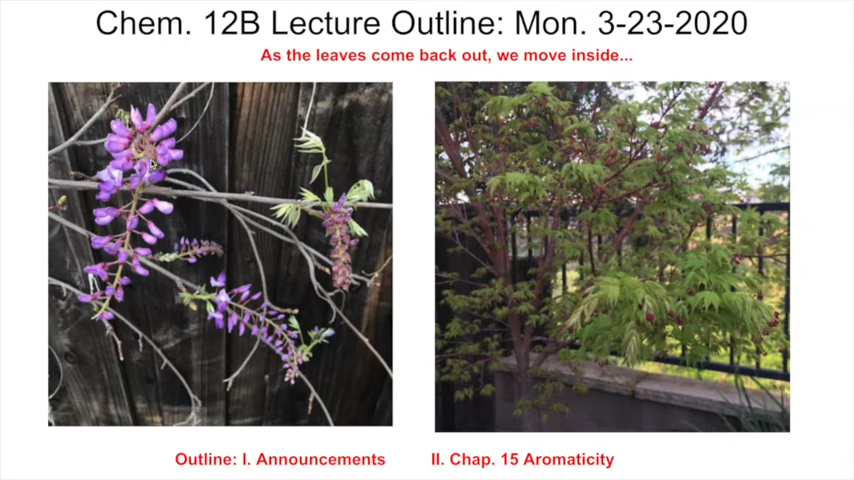 Chem. 12B Lecture Outline: Mon. 3-23-2020
As the leaves come back out, we move inside...
Outline: I. Announcements II. Chap. 15 Aromaticity